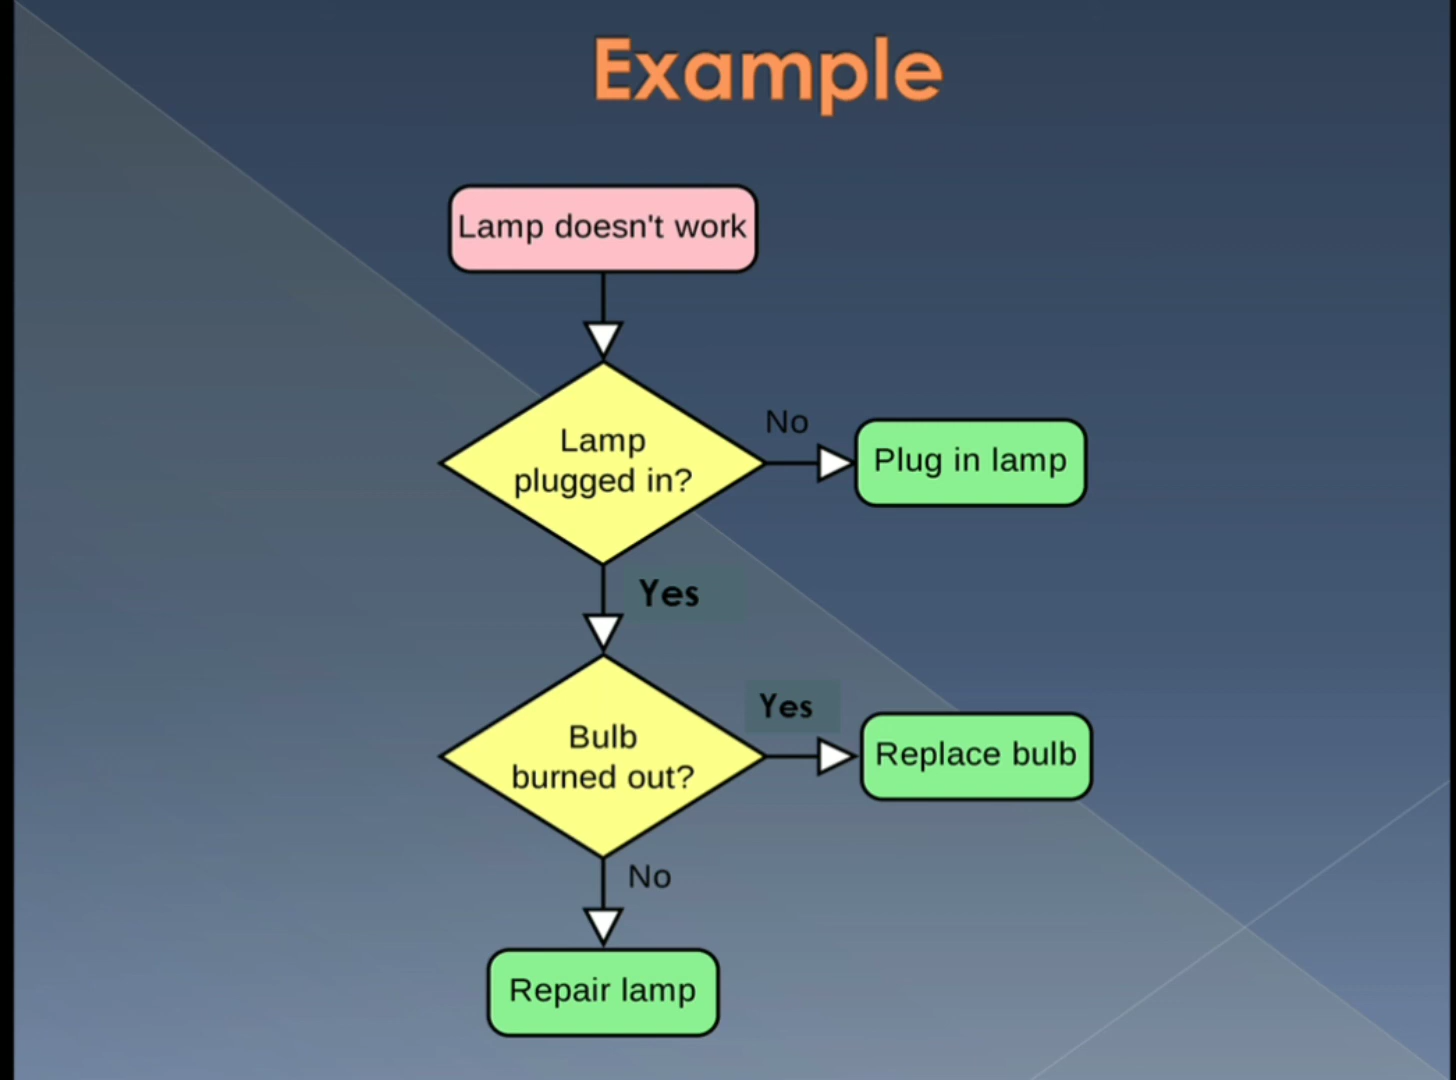 Example
Lamp doesn't work
Lamp
plugged in?
No
Plug in lamp
Yes
Bulb
burned out?
Yes
Replace bulb
No
Repair lamp